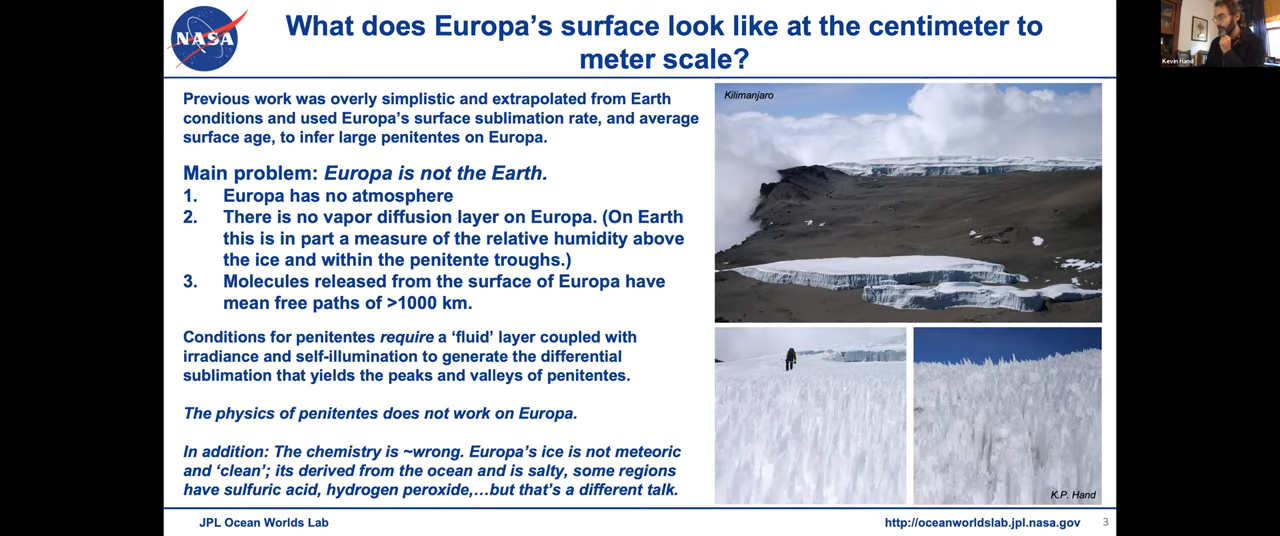 NASA
What does Europa's surface look like at the centimeter to
meter scale?
Previous work was overly simplistic and extrapolated from Earth
conditions and used Europa's surface sublimation rate, and average
surface age, to infer large penitentes on Europa.
Main problem: Europa is not the Earth.
1. Europa has no atmosphere
2. There is no vapor diffusion layer on Europa. (On Earth
this is in part a measure of the relative humidity above
the ice and within the penitente troughs.)
3. Molecules released from the surface of Europa have
mean free paths of >1000 km.
Conditions for penitentes require a 'fluid' layer coupled with
irradiance and self-illumination to generate the differential
sublimation that yields the peaks and valleys of penitentes.
The physics of penitentes does not work on Europa.
In addition: The chemistry is ~wrong. Europa's ice is not meteoric
and 'clean'; its derived from the ocean and is salty, some regions
have sulfuric acid, hydrogen peroxide,...but that's a different talk.
Kilimanjaro
K.P. Hand
JPL Ocean Worlds Lab
http://oceanworldslab.jpl.nasa.gov
3
Kevin Hand